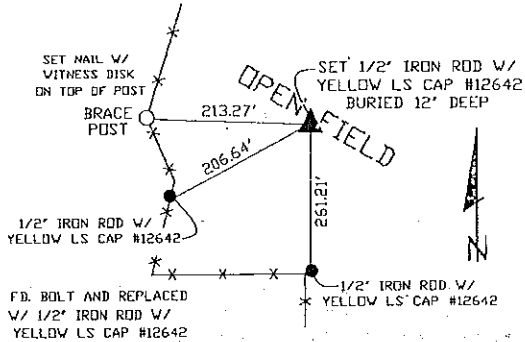 SET NAIL W/
WITNESS DISK
ON TOP OF POST
BRACE
POST
OPEN FIELD
SET 1/2" IRON ROD W/
YELLOW LS CAP #12642
BURIED 12" DEEP
213.27'
206.64'
261.21'
1/2" IRON ROD W/
YELLOW LS CAP #12642
N
1/2" IRON ROD W/
YELLOW LS CAP #12642
FD. BOLT AND REPLACED
W/ 1/2" IRON ROD W/
YELLOW LS CAP #12642